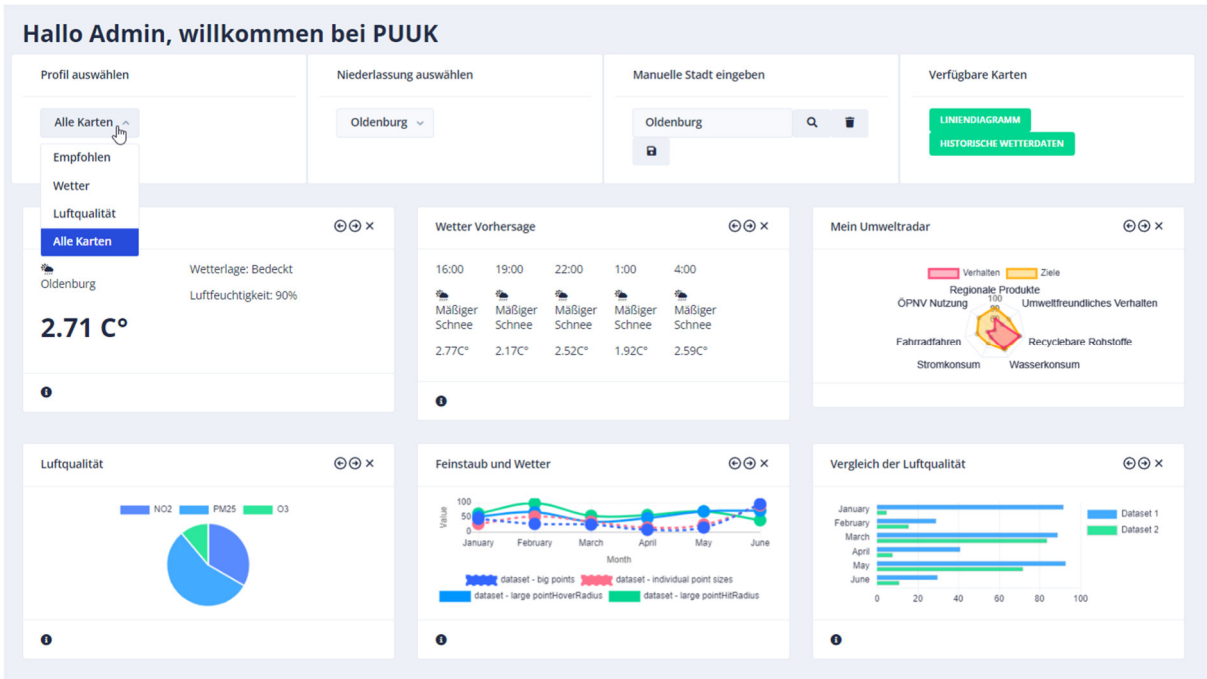 Hallo Admin, willkommen bei PUUK
Profil auswählen
Niederlassung auswählen
Manuelle Stadt eingeben
Verfügbare Karten
Alle Karten
Oldenburg
Oldenburg
LINIENDIAGRAMM
HISTORISCHE WETTERDATEN
Empfohlen
Wetter
Luftqualität
Alle Karten
Oldenburg
Wetterlage: Bedeckt
Luftfeuchtigkeit: 90%
2.71 C°
Wetter Vorhersage
16:00 19:00 22:00 1:00 4:00
Mäßiger Mäßiger Mäßiger Mäßiger Mäßiger
Schnee Schnee Schnee Schnee Schnee
2.77C° 2.17C° 2.52C° 1.92C° 2.59C°
Mein Umweltradar
Verhalten Ziele
Regionale Produkte
100
80
ÖPNV Nutzung
Umweltfreundliches Verhalten
Fahrradfahren
Recyclebare Rohstoffe
Stromkonsum
Wasserkonsum
Luftqualität
NO2 PM25 O3
Feinstaub und Wetter
Value
100
50
0
January February March April May June
Month
dataset - big points dataset - individual point sizes
dataset - large pointHoverRadius dataset - large pointHitRadius
Vergleich der Luftqualität
January
February
March
April
May
June
0 20 40 60 80 100
Dataset 1
Dataset 2